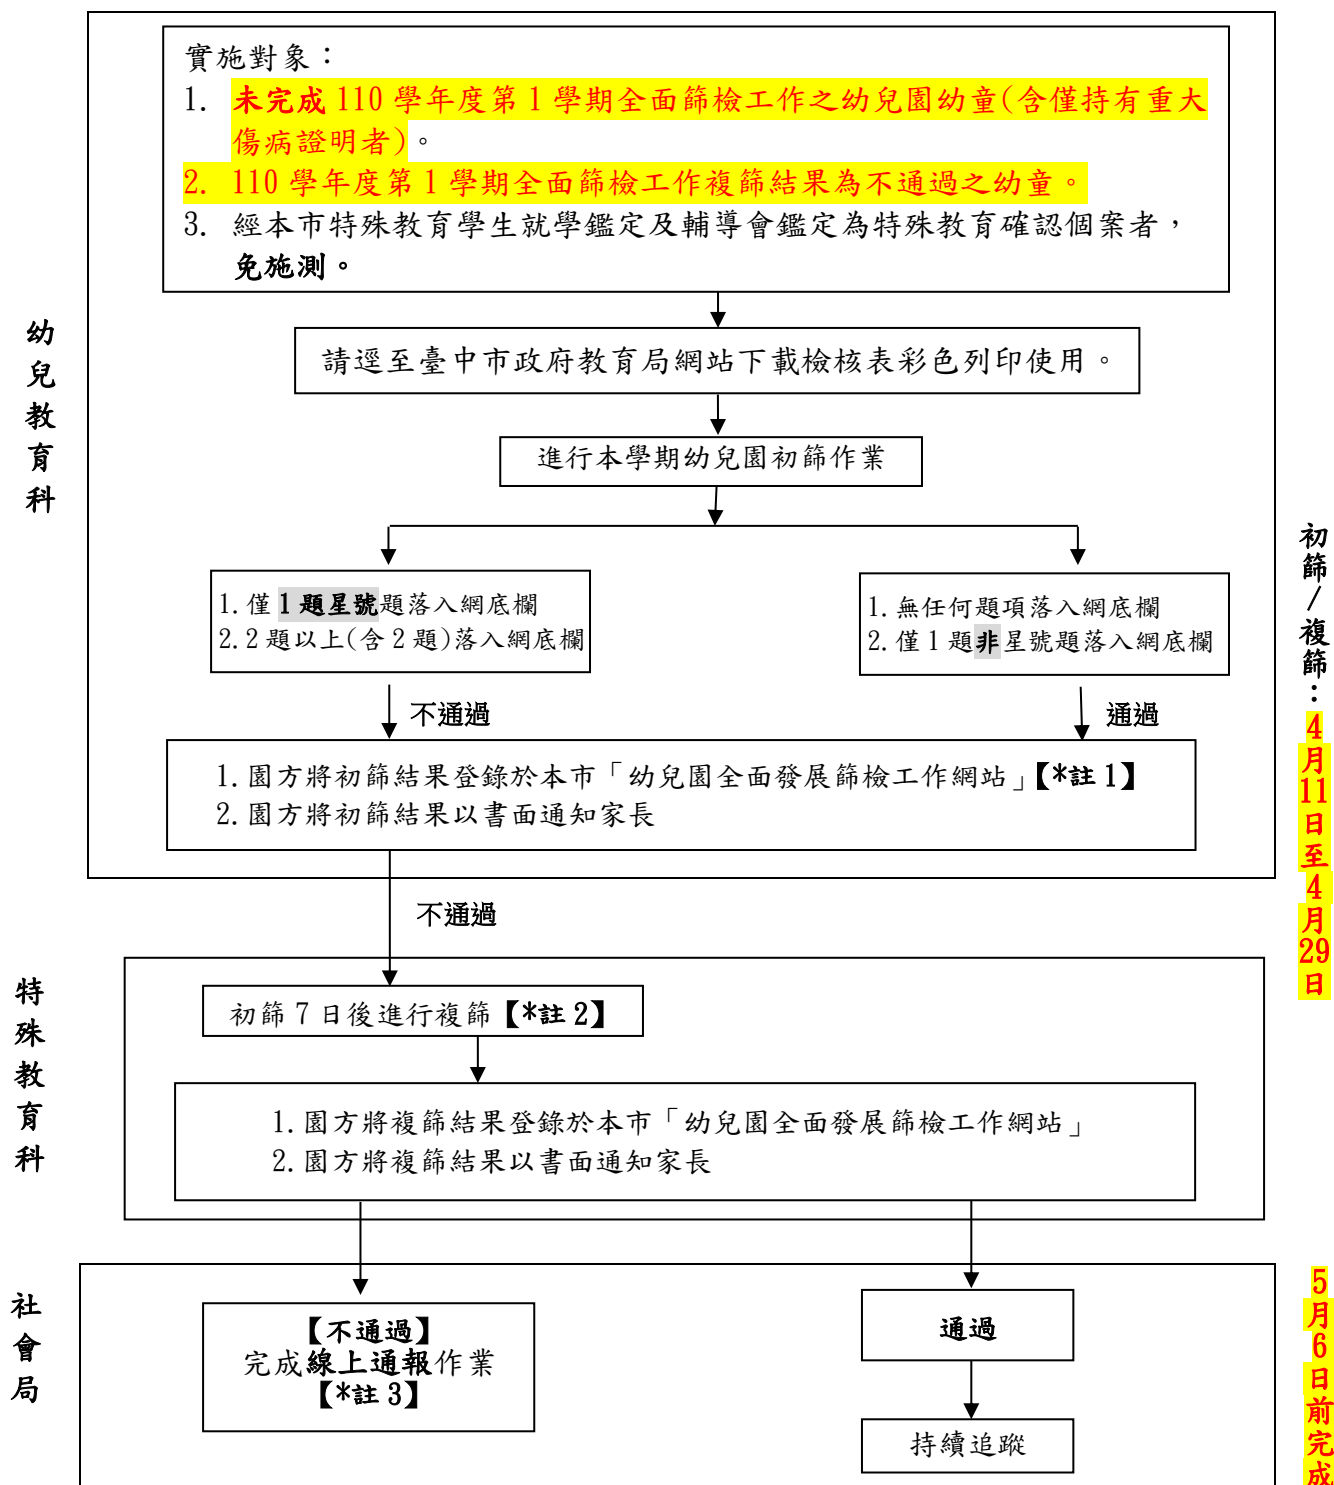 實施對象：
1. 未完成 110 學年度第 1 學期全面篩檢工作之幼兒園幼童(含僅持有重大
傷病證明者)。
2. 110 學年度第 1 學期全面篩檢工作複篩結果為不通過之幼童。
3. 經本市特殊教育學生就學鑑定及輔導會鑑定為特殊教育確認個案者，
免施測。
幼兒教育科
請逕至臺中市政府教育局網站下載檢核表彩色列印使用。
進行本學期幼兒園初篩作業
1.僅 1 題星號題落入網底欄
2.2 題以上(含 2 題)落入網底欄
1.無任何題項落入網底欄
2.僅 1 題非星號題落入網底欄
初篩/複篩：4月11日至4月29日
不通過
通過
1.園方將初篩結果登錄於本市「幼兒園全面發展篩檢工作網站」【*註 1】
2.園方將初篩結果以書面通知家長
不通過
特殊教育科
初篩 7 日後進行複篩【*註 2】
1.園方將複篩結果登錄於本市「幼兒園全面發展篩檢工作網站」
2.園方將複篩結果以書面通知家長
社會局
【不通過】
完成線上通報作業
【*註 3】
通過
持續追蹤
5月6日前完成